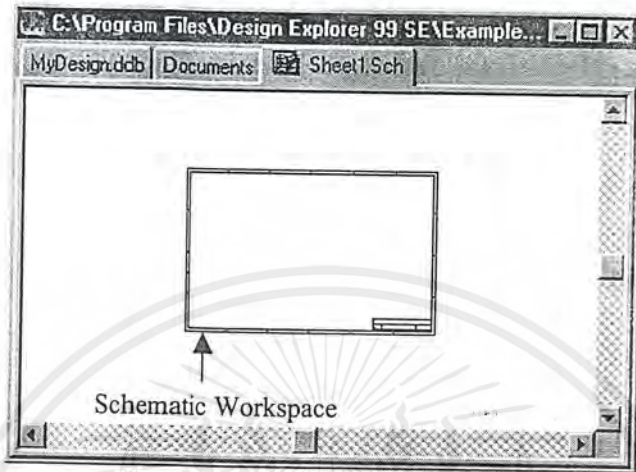 C:\Program Files\Design Explorer 99 SE\Example...
MyDesign.ddb Documents Sheet1.Sch
Schematic Workspace